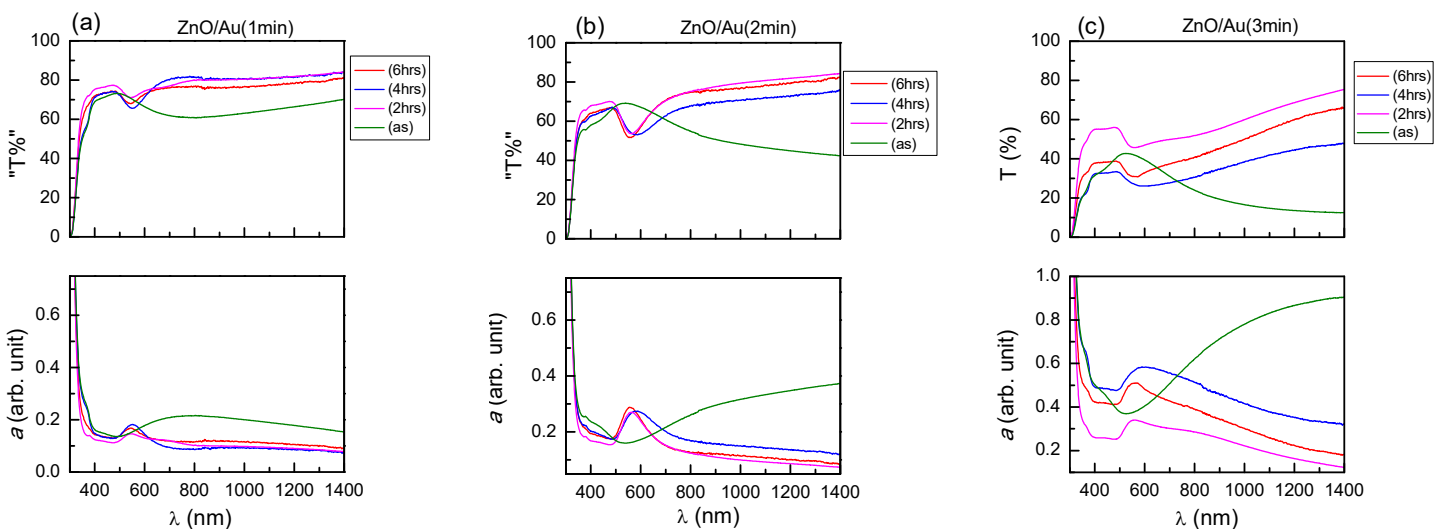 (a) ZnO/Au(1min)
"T%"
100
80
60
40
20
0
(6hrs)
(4hrs)
(2hrs)
(as)
a (arb. unit)
0.6
0.4
0.2
0.0
400 600 800 1000 1200 1400
λ (nm)
(b) ZnO/Au(2min)
"T%"
100
80
60
40
20
0
(6hrs)
(4hrs)
(2hrs)
(as)
a (arb. unit)
0.6
0.4
0.2
400 600 800 1000 1200 1400
λ (nm)
(c) ZnO/Au(3min)
T (%)
100
80
60
40
20
0
(6hrs)
(4hrs)
(2hrs)
(as)
a (arb. unit)
1.0
0.8
0.6
0.4
0.2
400 600 800 1000 1200 1400
λ (nm)